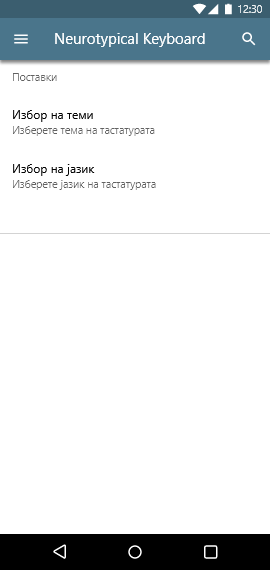 12:30
Neurotypical Keyboard
Поставки
Избор на теми
Изберете тема на тастатурата
Избор на јазик
Изберете јазик на тастатурата